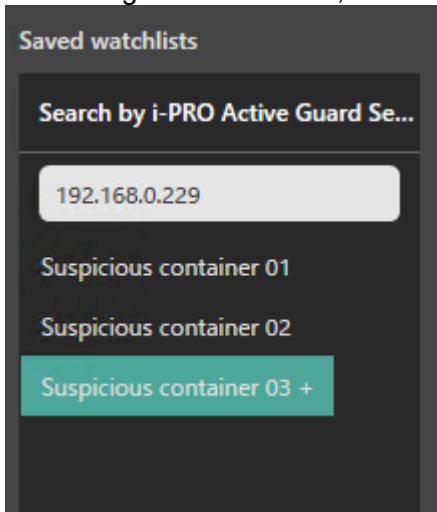 Saved watchlists
Search by i-PRO Active Guard Se...
192.168.0.229
Suspicious container 01
Suspicious container 02
Suspicious container 03 +